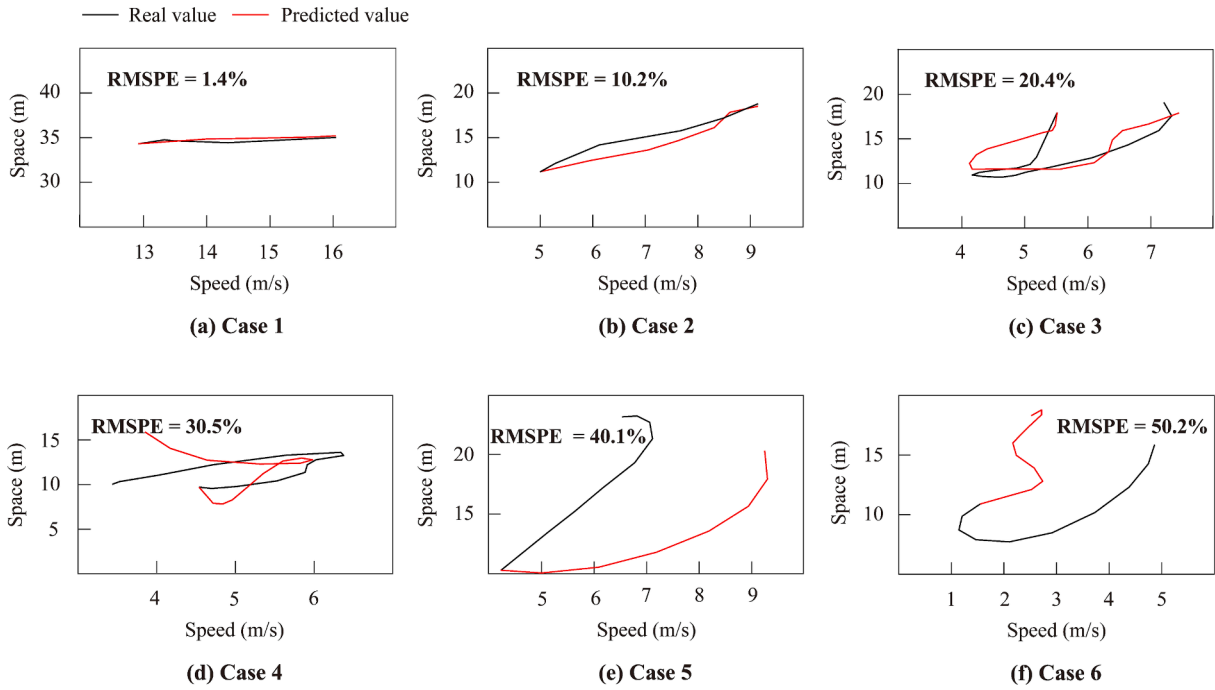 Real value Predicted value
RMSPE = 1.4%
40
35
30
Space (m)
13 14 15 16
Speed (m/s)
(a) Case 1
RMSPE = 10.2%
20
15
10
Space (m)
5 6 7 8 9
Speed (m/s)
(b) Case 2
RMSPE = 20.4%
20
15
10
Space (m)
4 5 6 7
Speed (m/s)
(c) Case 3
RMSPE = 30.5%
15
10
5
Space (m)
4 5 6
Speed (m/s)
(d) Case 4
RMSPE = 40.1%
20
15
Space (m)
5 6 7 8 9
Speed (m/s)
(e) Case 5
RMSPE = 50.2%
15
10
Space (m)
1 2 3 4 5
Speed (m/s)
(f) Case 6